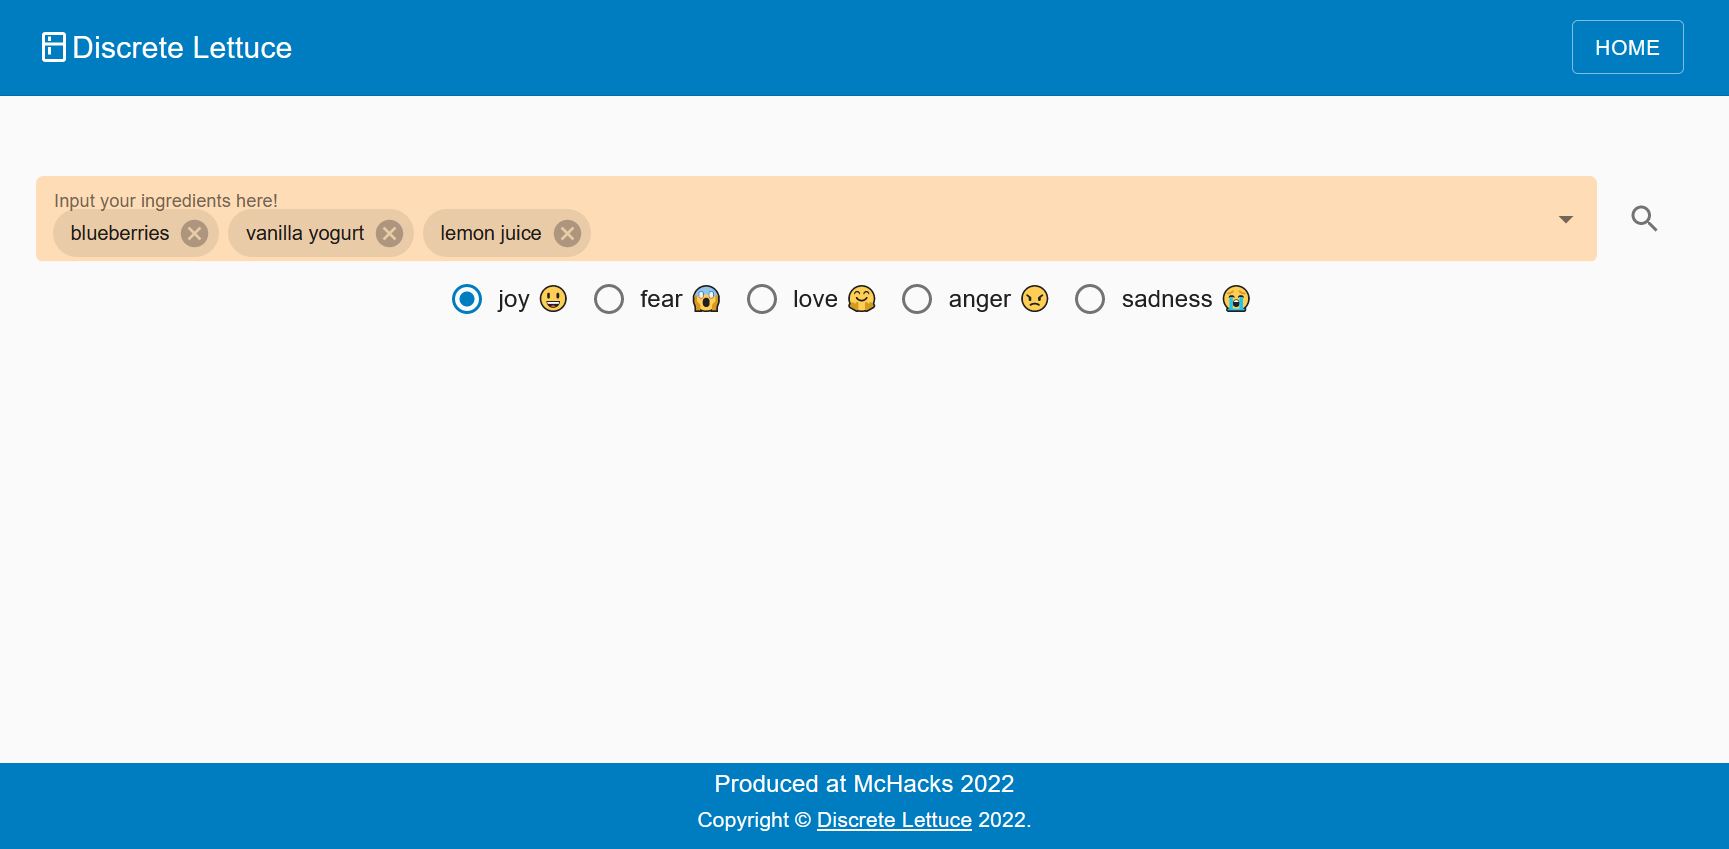 Discrete Lettuce
HOME
Input your ingredients here!
blueberries vanilla yogurt lemon juice
joy 😃 fear 😱 love 🤗 anger 😠 sadness 😭
Produced at McHacks 2022
Copyright © Discrete Lettuce 2022.